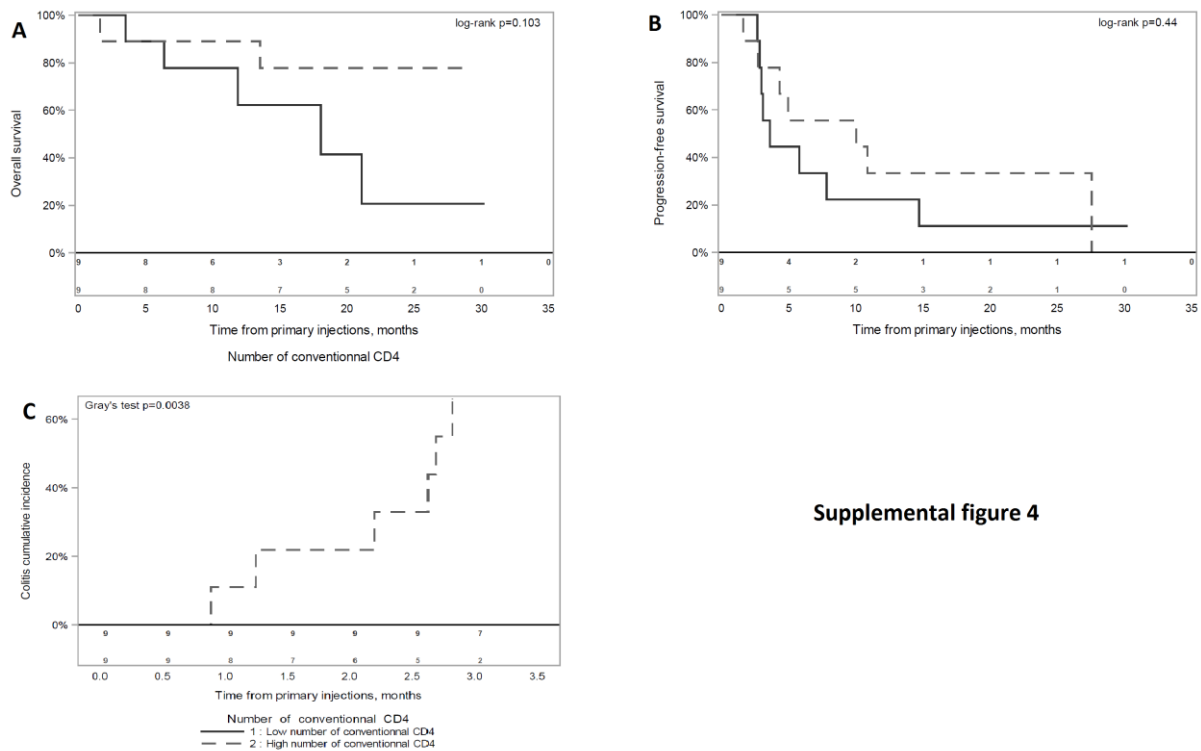 A
log-rank p=0.103
Overall survival
100%
80%
60%
40%
20%
0%
9 8 6 3 2 1 1 0
9 8 8 7 5 2 0
0 5 10 15 20 25 30 35
Time from primary injections, months
Number of conventionnal CD4
B
log-rank p=0.44
Progression-free survival
100%
80%
60%
40%
20%
0%
9 4 2 1 1 1 1 0
9 5 5 3 2 1 0
0 5 10 15 20 25 30 35
Time from primary injections, months
C
Gray's test p=0.0038
Colitis cumulative incidence
60%
40%
20%
0%
9 9 9 9 9 9 7
9 9 8 7 6 5 2
0.0 0.5 1.0 1.5 2.0 2.5 3.0 3.5
Time from primary injections, months
Number of conventionnal CD4
1 : Low number of conventionnal CD4
2 : High number of conventionnal CD4
Supplemental figure 4